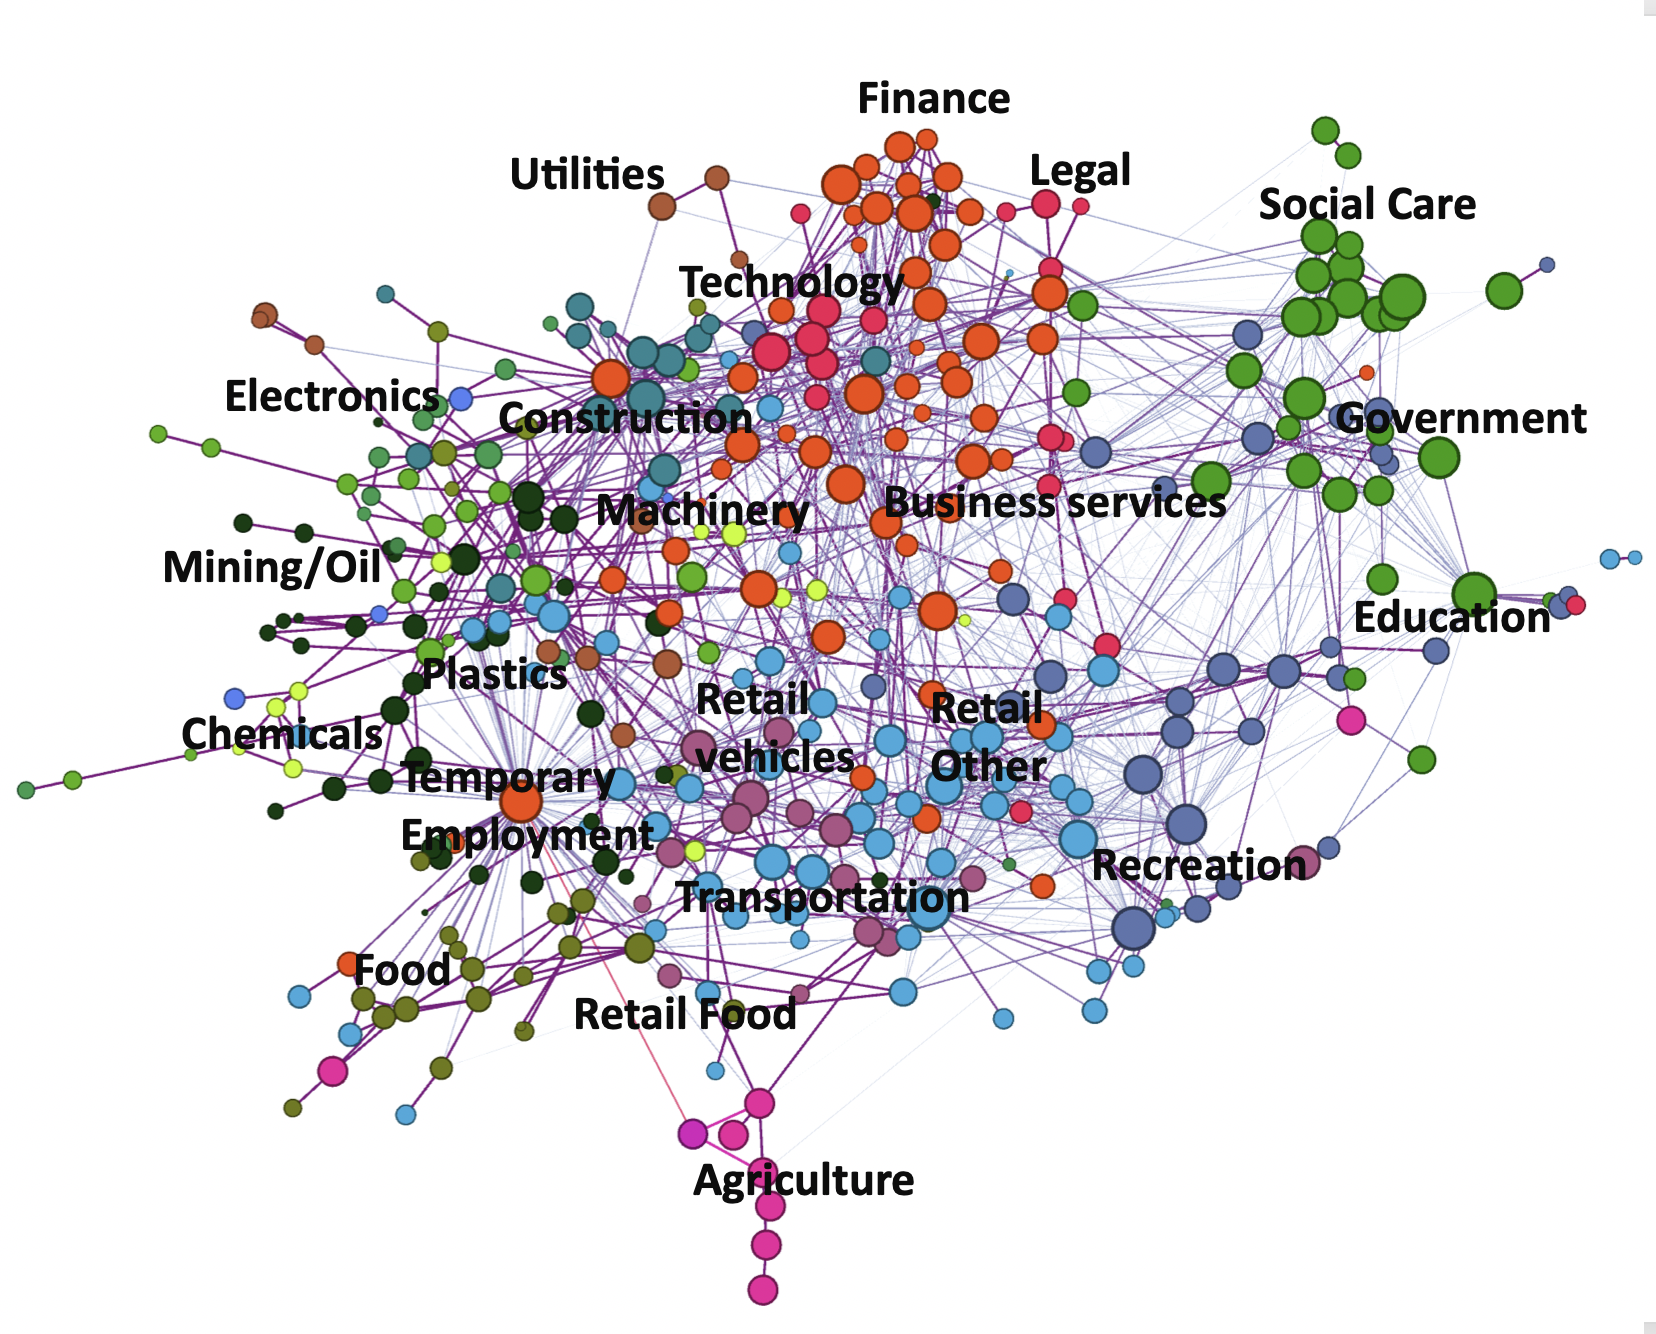 Finance
Utilities
Legal
Social Care
Technology
Electronics
Construction
Government
Machinery
Business services
Mining/Oil
Education
Plastics
Retail
vehicles
Retail
Other
Chemicals
Temporary
Employment
Recreation
Transportation
Food
Retail Food
Agriculture